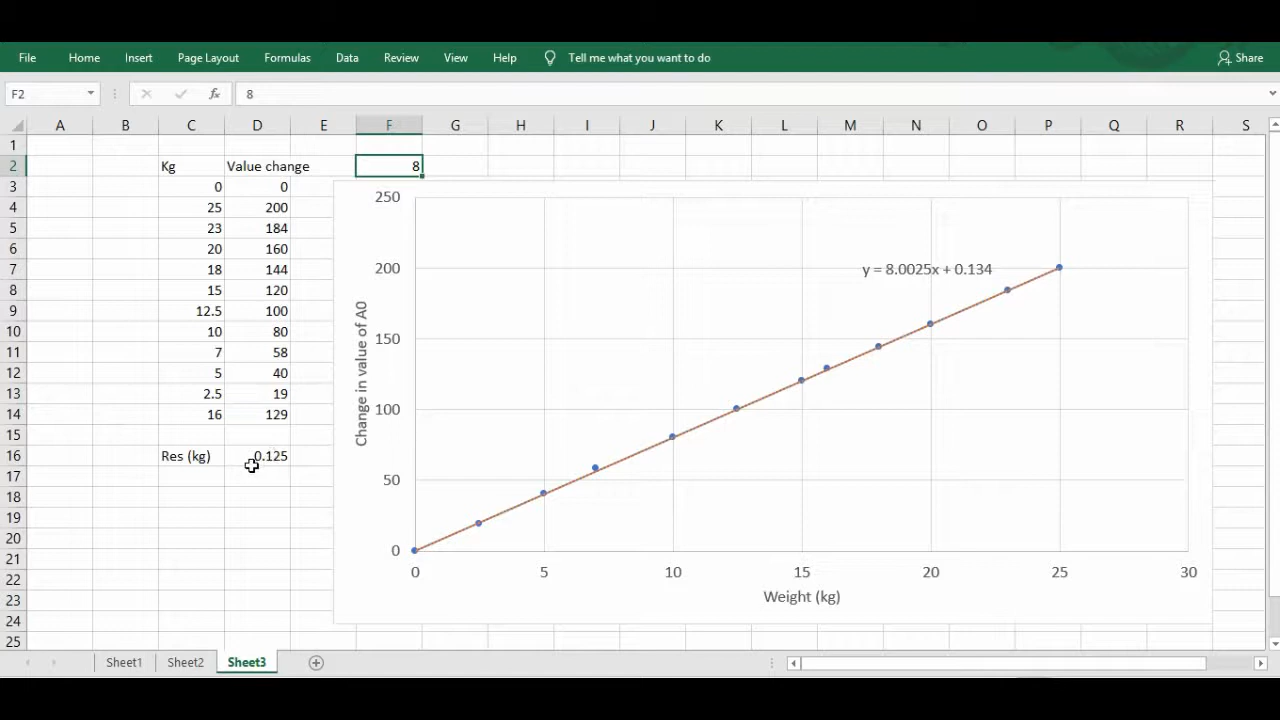 File Home Insert Page Layout Formulas Data Review View Help Tell me what you want to do Share
F2 fx 8
A B C D E F G H I J K L M N O P Q R S
1
2 Kg Value change 8
3 0 0
4 25 200
5 23 184
6 20 160
7 18 144
8 15 120
9 12.5 100
10 10 80
11 7 58
12 5 40
13 2.5 19
14 16 129
15
16 Res (kg) 0.125
17
18
19
20
21
22
23
24
25
250
200
150
100
50
0
Change in value of A0
y = 8.0025x + 0.134
0 5 10 15 20 25 30
Weight (kg)
Sheet1 Sheet2 Sheet3